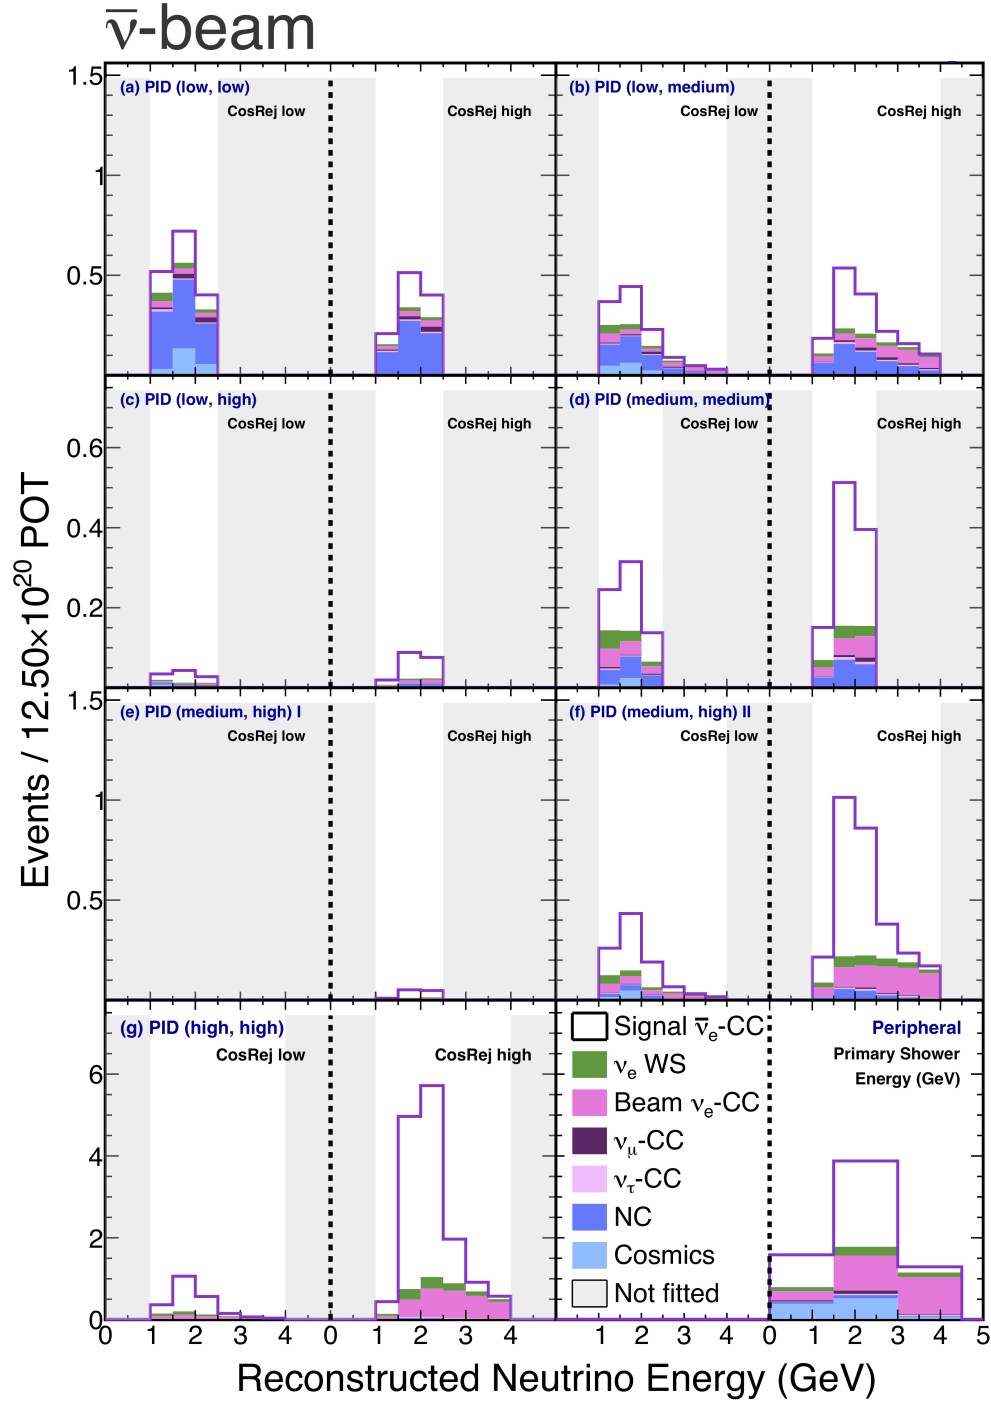 ν̅-beam
Events / 12.50×10²⁰ POT
(a) PID (low, low)
CosRej low
CosRej high
1.5
1
0.5
(b) PID (low, medium)
CosRej low
CosRej high
(c) PID (low, high)
CosRej low
CosRej high
0.6
0.4
0.2
(d) PID (medium, medium)
CosRej low
CosRej high
(e) PID (medium, high) I
CosRej low
CosRej high
1.5
1
0.5
(f) PID (medium, high) II
CosRej low
CosRej high
(g) PID (high, high)
CosRej low
CosRej high
6
4
2
0
Signal ν̅ₑ-CC
νₑ WS
Beam νₑ-CC
ν_μ-CC
ν_τ-CC
NC
Cosmics
Not fitted
Peripheral
Primary Shower
Energy (GeV)
0 1 2 3 4 0 1 2 3 4 1 2 3 4 0 1 2 3 4 5
Reconstructed Neutrino Energy (GeV)